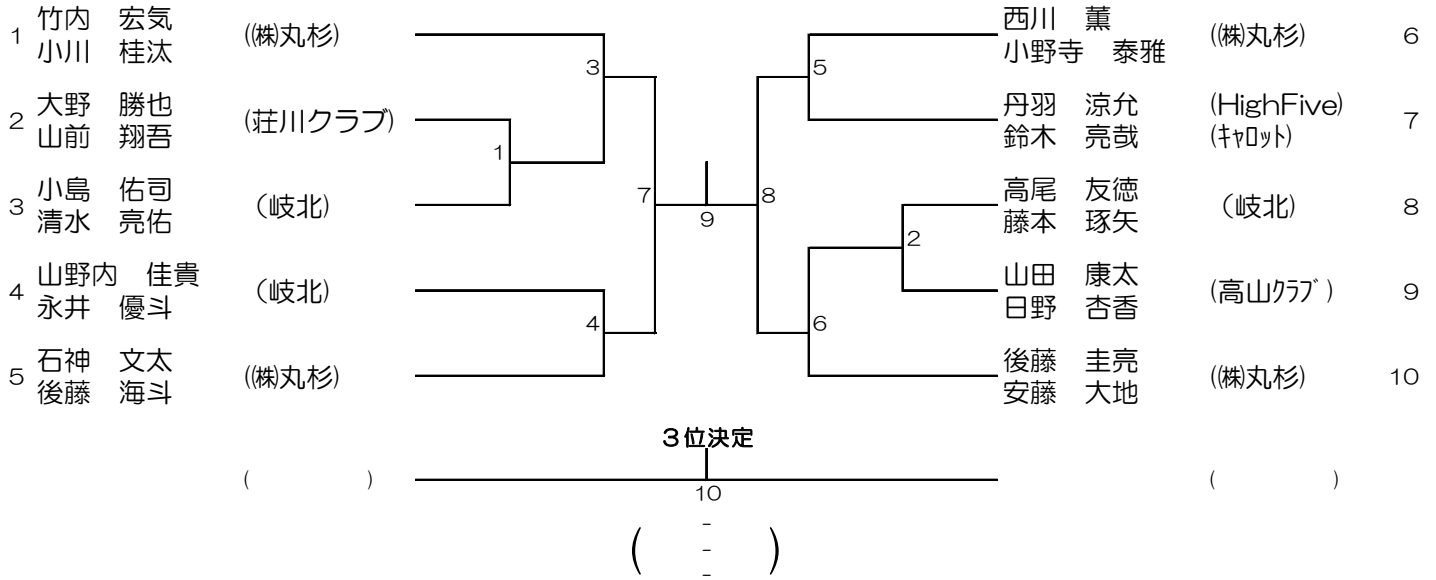 1 竹内　宏気 ((株)丸杉)
小川　桂汰
2 大野　勝也 (荘川クラブ)
山前　翔吾
3 小島　佑司 （岐北）
清水　亮佑
4 山野内　佳貴 （岐北）
永井　優斗
5 石神　文太 ((株)丸杉)
後藤　海斗
3
1
7
4
9
8
5
2
6
西川　薫 ((株)丸杉) 6
小野寺　泰雅
丹羽　涼允 (HighFive) 7
鈴木　亮哉 (ｷｬﾛｯﾄ)
高尾　友徳 （岐北） 8
藤本　琢矢
山田　康太 (高山ｸﾗﾌﾞ) 9
日野　杏香
後藤　圭亮 ((株)丸杉) 10
安藤　大地
３位決定
(　　　　　) (　　　　　)
10
( - )
-
-